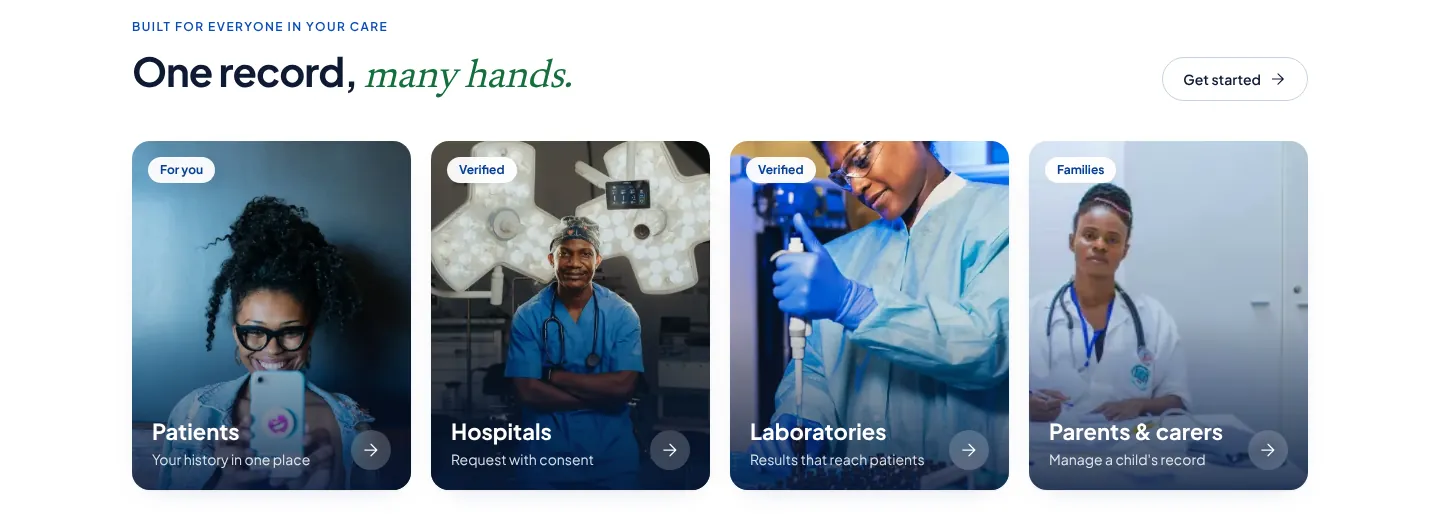 BUILT FOR EVERYONE IN YOUR CARE
One record, many hands.
Get started
For you
Patients
Your history in one place
Verified
Hospitals
Request with consent
Verified
Laboratories
Results that reach patients
Families
Parents & carers
Manage a child's record